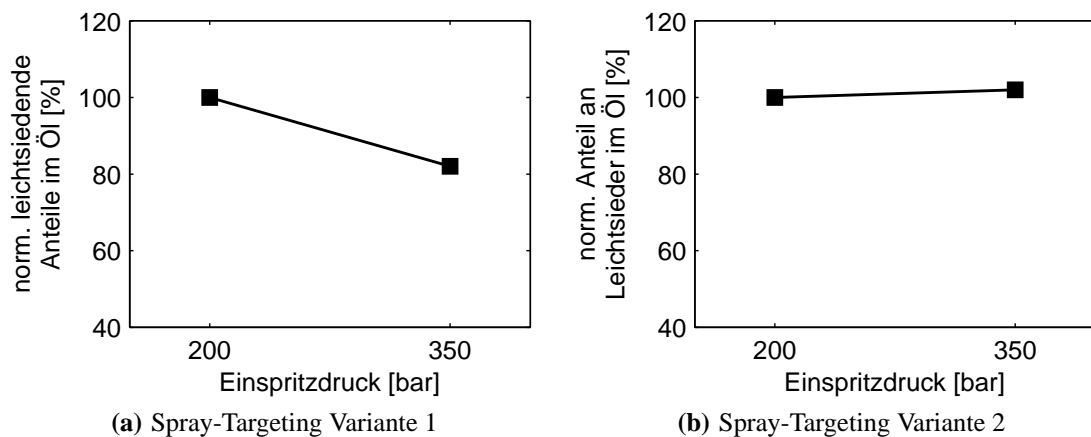 norm. leichtsiedende
Anteile im Öl [%]
120
100
80
60
40
200
350
Einspritzdruck [bar]
(a) Spray-Targeting Variante 1
norm. Anteil an
Leichtsieder im Öl [%]
120
100
80
60
40
200
350
Einspritzdruck [bar]
(b) Spray-Targeting Variante 2